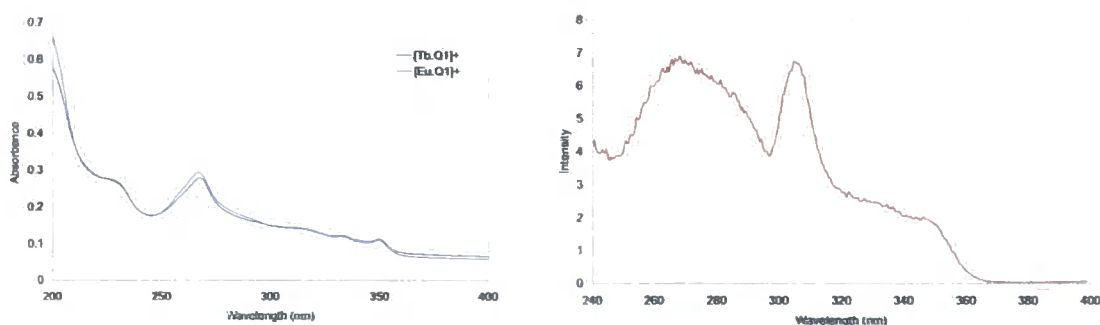 0.7
0.6
0.5
0.4
0.3
0.2
0.1
0
Absorbance
[Tb.Q1]+
[Eu.Q1]+
200 250 300 350 400
Wavelength (nm)
8
7
6
5
4
3
2
1
0
Intensity
240 260 280 300 320 340 360 380 400
Wavelength (nm)